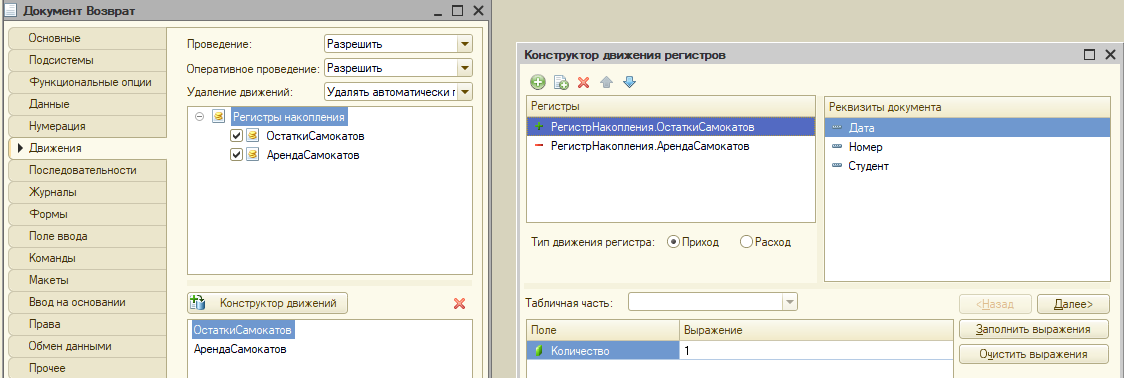 Документ Возврат
Основные
Подсистемы
Функциональные опции
Данные
Нумерация
Движения
Последовательности
Журналы
Формы
Поле ввода
Команды
Макеты
Ввод на основании
Права
Обмен данными
Прочее
Проведение: Разрешить
Оперативное проведение: Разрешить
Удаление движений: Удалять автоматически г
Регистры накопления
ОстаткиСамокатов
АрендаСамокатов
Конструктор движений
ОстаткиСамокатов
АрендаСамокатов
Конструктор движения регистров
Регистры
РегистрНакопления.ОстаткиСамокатов
РегистрНакопления.АрендаСамокатов
Реквизиты документа
Дата
Номер
Студент
Тип движения регистра: Приход Расход
Табличная часть:
<Назад Далее>
Поле Выражение
Количество 1
Заполнить выражения
Очистить выражения